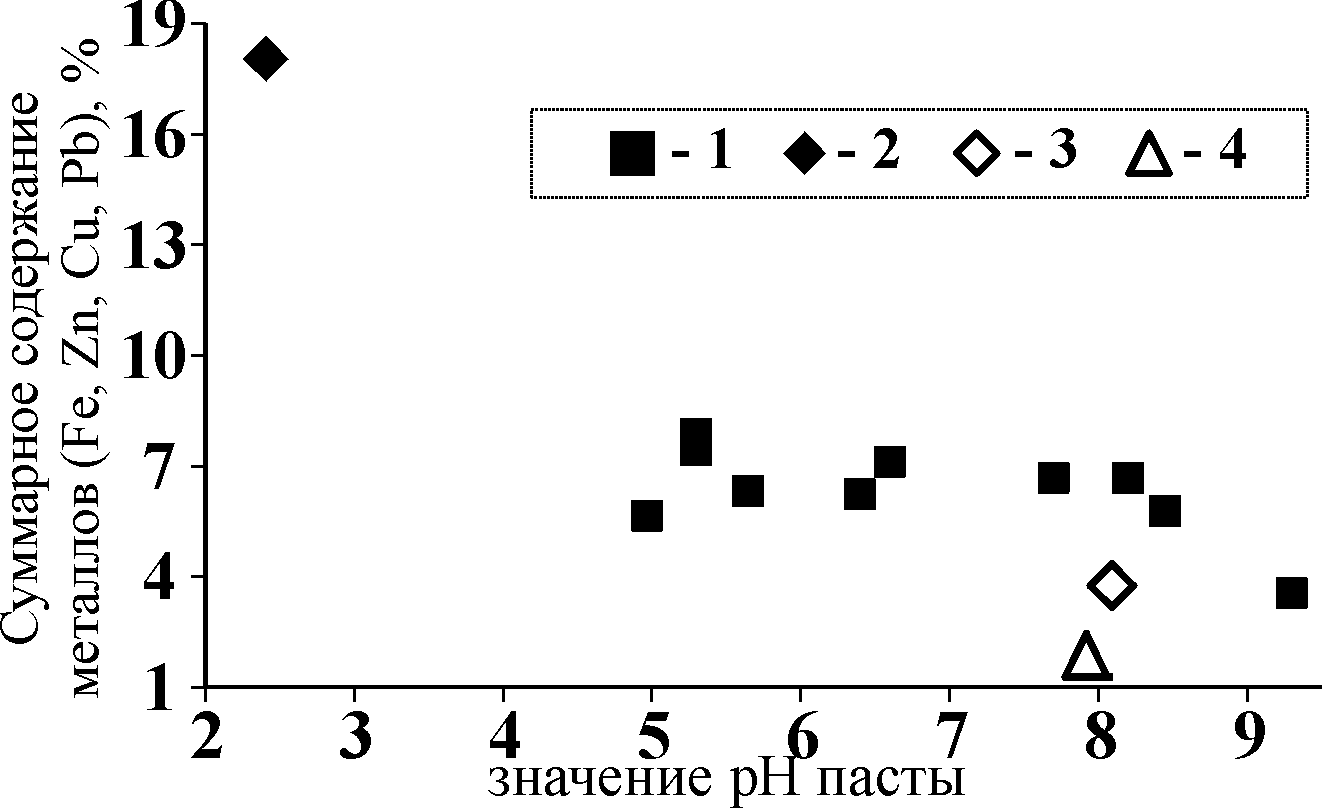 Суммарное содержание
металлов (Fe, Zn, Cu, Pb), %
19
16
13
10
7
4
1
- 1 - 2 - 3 - 4
2 3 4 5 6 7 8 9
значение pH пасты